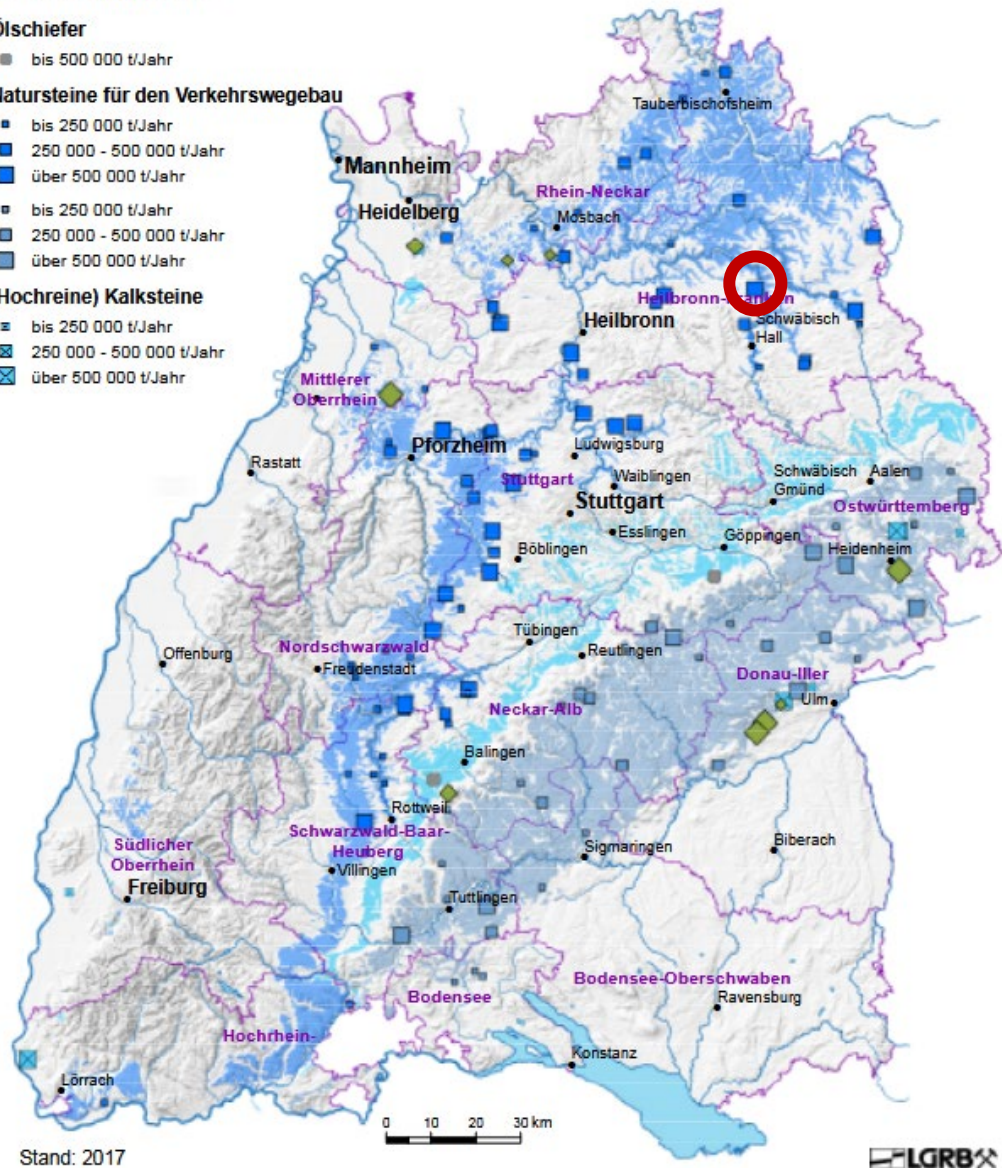 Ölschiefer
bis 500 000 t/Jahr
Natursteine für den Verkehrswegebau
bis 250 000 t/Jahr
250 000 - 500 000 t/Jahr
über 500 000 t/Jahr
bis 250 000 t/Jahr
250 000 - 500 000 t/Jahr
über 500 000 t/Jahr
(Hochreine) Kalksteine
bis 250 000 t/Jahr
250 000 - 500 000 t/Jahr
über 500 000 t/Jahr
Tauberbischofsheim
Mannheim
Rhein-Neckar
Heidelberg
Mosbach
Heilbronn-Franken
Heilbronn
Schwäbisch
Hall
Mittlerer
Oberrhein
Pforzheim
Ludwigsburg
Rastatt
Stuttgart
Waiblingen
Schwäbisch
Gmünd
Aalen
Stuttgart
Ostwürttemberg
Esslingen
Göppingen
Böblingen
Heidenheim
Tübingen
Offenburg
Nordschwarzwald
Reutlingen
Freudenstadt
Donau-Iller
Ulm
Neckar-Alb
Balingen
Rottweil
Schwarzwald-Baar-
Heuberg
Südlicher
Oberrhein
Sigmaringen
Biberach
Villingen
Freiburg
Tuttlingen
Bodensee-Oberschwaben
Bodensee
Ravensburg
Hochrhein-
Konstanz
Lörrach
0 10 20 30 km
Stand: 2017
LGRB